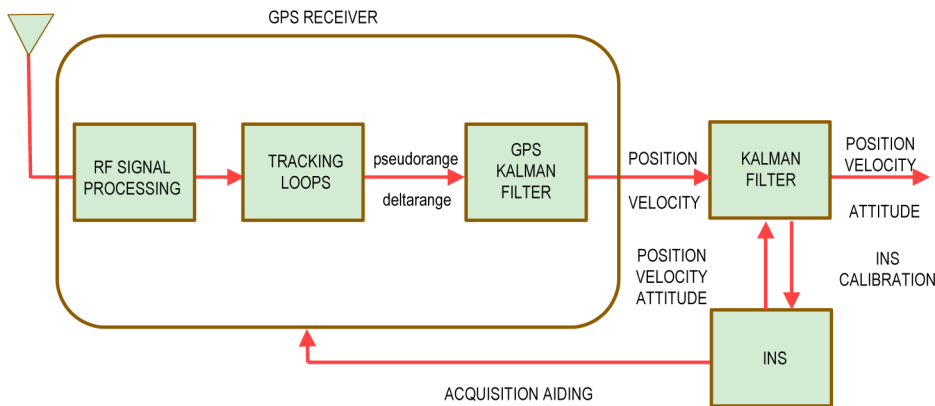 GPS RECEIVER
RF SIGNAL
PROCESSING
TRACKING
LOOPS
pseudorange
deltarange
GPS
KALMAN
FILTER
POSITION
VELOCITY
KALMAN
FILTER
POSITION
VELOCITY
ATTITUDE
POSITION
VELOCITY
ATTITUDE
INS
CALIBRATION
INS
ACQUISITION AIDING